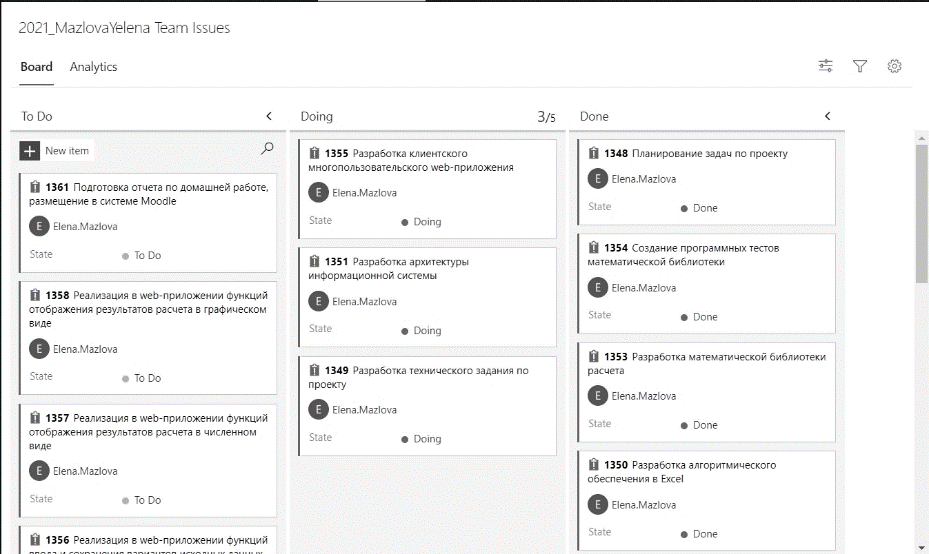 2021_MazlovaYelena Team Issues
Board Analytics
To Do
New item
1361 Подготовка отчета по домашней работе,
размещение в системе Moodle
E Elena.Mazlova
State To Do
1358 Реализация в web-приложении функций
отображения результатов расчета в графическом
виде
E Elena.Mazlova
State To Do
1357 Реализация в web-приложении функций
отображения результатов расчета в численном
виде
E Elena.Mazlova
State To Do
1356 Реализация в web-приложении функций
ввода и сохранения вариантов исходных данных
Doing 3/5
1355 Разработка клиентского
многопользовательского web-приложения
E Elena.Mazlova
State Doing
1351 Разработка архитектуры
информационной системы
E Elena.Mazlova
State Doing
1349 Разработка технического задания по
проекту
E Elena.Mazlova
State Doing
Done
1348 Планирование задач по проекту
E Elena.Mazlova
State Done
1354 Создание программных тестов
математической библиотеки
E Elena.Mazlova
State Done
1353 Разработка математической библиотеки
расчета
E Elena.Mazlova
State Done
1350 Разработка алгоритмического
обеспечения в Excel
E Elena.Mazlova
State Done